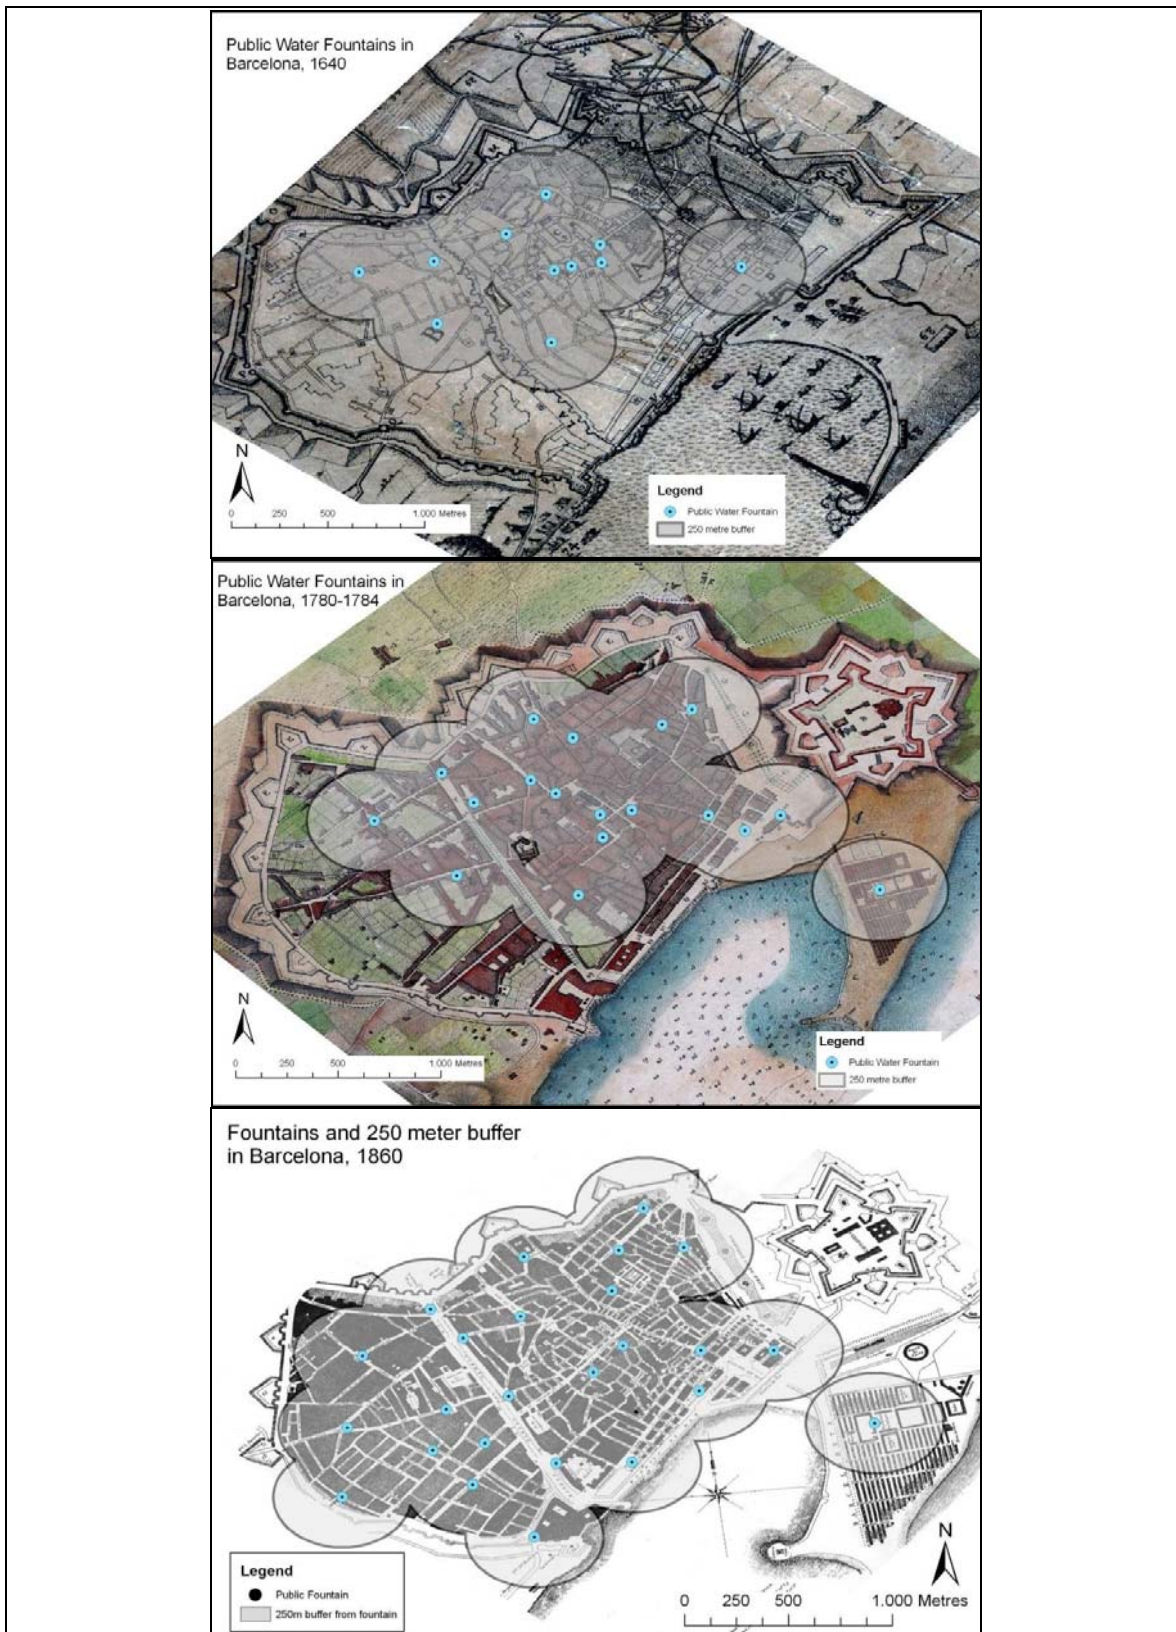 Public Water Fountains in
Barcelona, 1640
N
0 250 500 1.000 Metres
Legend
Public Water Fountain
250 metre buffer
Public Water Fountains in
Barcelona, 1780-1784
N
0 250 500 1.000 Metres
Legend
Public Water Fountain
250 metre buffer
Fountains and 250 meter buffer
in Barcelona, 1860
N
Legend
Public Fountain
250m buffer from fountain
0 250 500 1.000 Metres